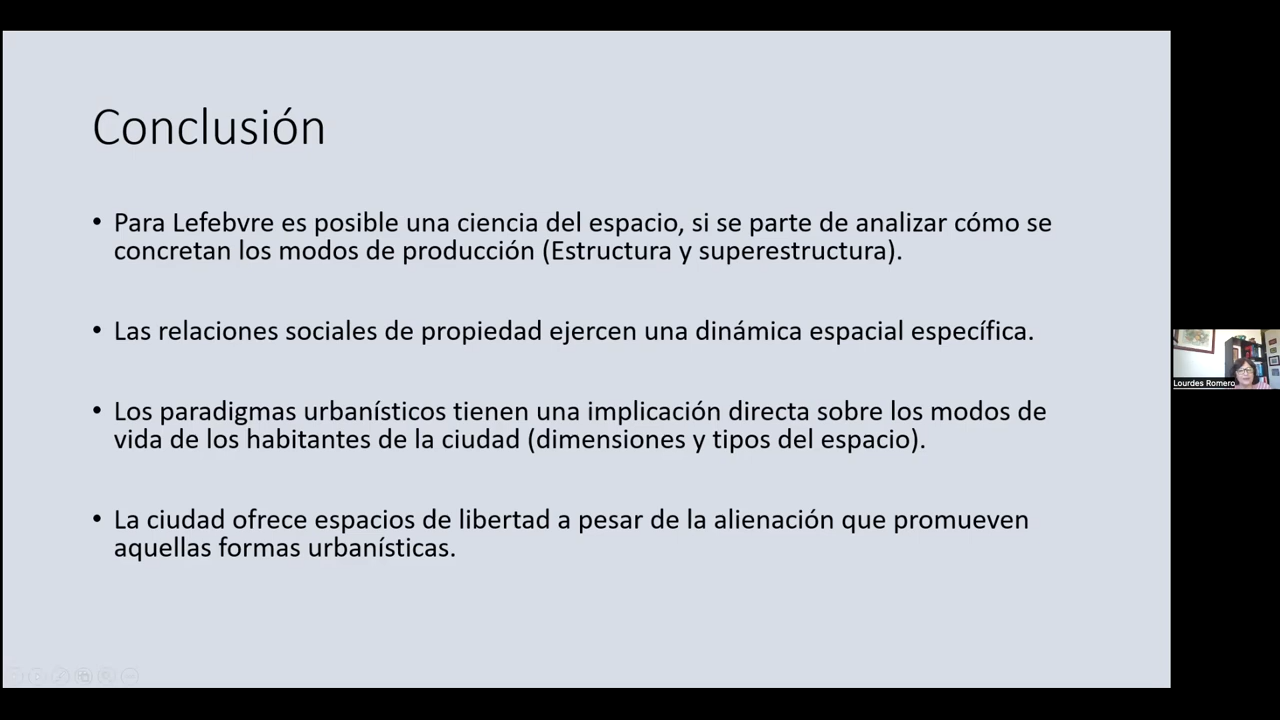 Conclusión
• Para Lefebvre es posible una ciencia del espacio, si se parte de analizar cómo se
concretan los modos de producción (Estructura y superestructura).
• Las relaciones sociales de propiedad ejercen una dinámica espacial específica.
• Los paradigmas urbanísticos tienen una implicación directa sobre los modos de
vida de los habitantes de la ciudad (dimensiones y tipos del espacio).
• La ciudad ofrece espacios de libertad a pesar de la alienación que promueven
aquellas formas urbanísticas.
Lourdes Romero